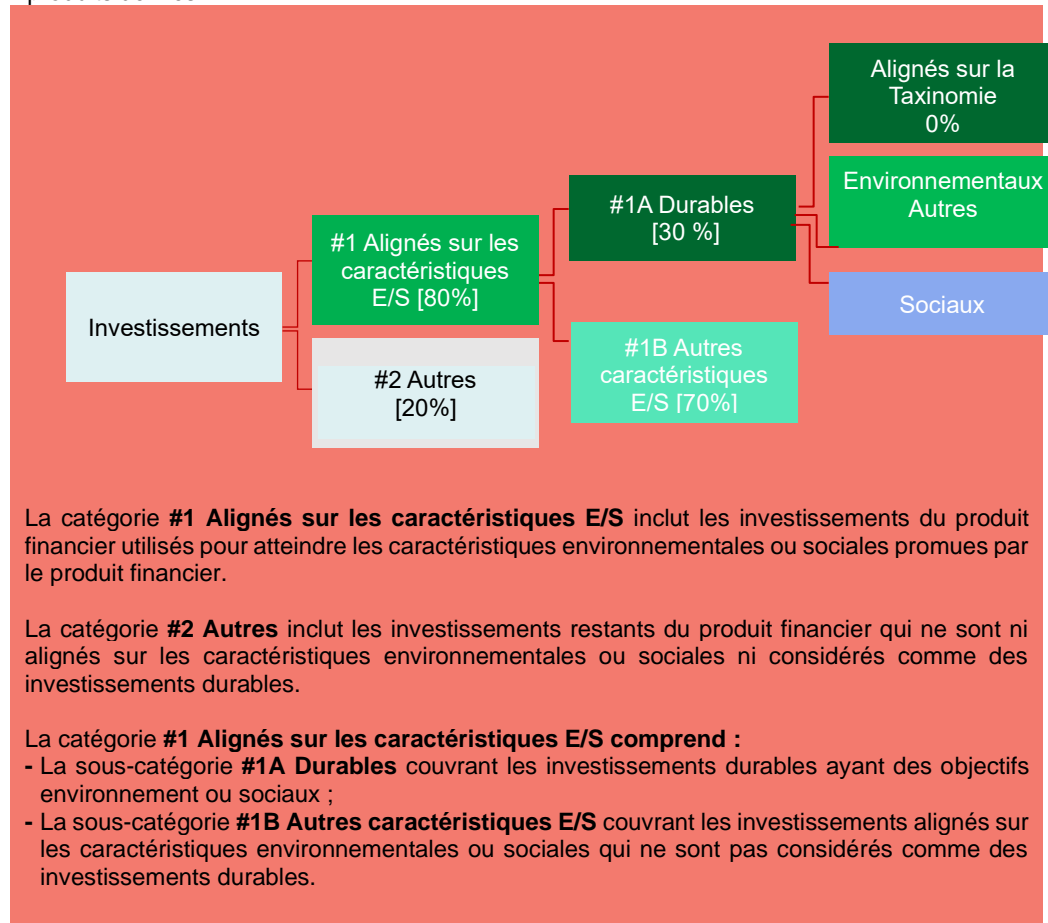 Alignés sur la
Taxinomie
0%
Environnementaux
Autres
#1A Durables
[30 %]
#1 Alignés sur les
caractéristiques
E/S [80%]
Sociaux
Investissements
#1B Autres
caractéristiques
E/S [70%]
#2 Autres
[20%]
La catégorie #1 Alignés sur les caractéristiques E/S inclut les investissements du produit
financier utilisés pour atteindre les caractéristiques environnementales ou sociales promues par
le produit financier.
La catégorie #2 Autres inclut les investissements restants du produit financier qui ne sont ni
alignés sur les caractéristiques environnementales ou sociales ni considérés comme des
investissements durables.
La catégorie #1 Alignés sur les caractéristiques E/S comprend :
- La sous-catégorie #1A Durables couvrant les investissements durables ayant des objectifs
environnement ou sociaux ;
- La sous-catégorie #1B Autres caractéristiques E/S couvrant les investissements alignés sur
les caractéristiques environnementales ou sociales qui ne sont pas considérés comme des
investissements durables.